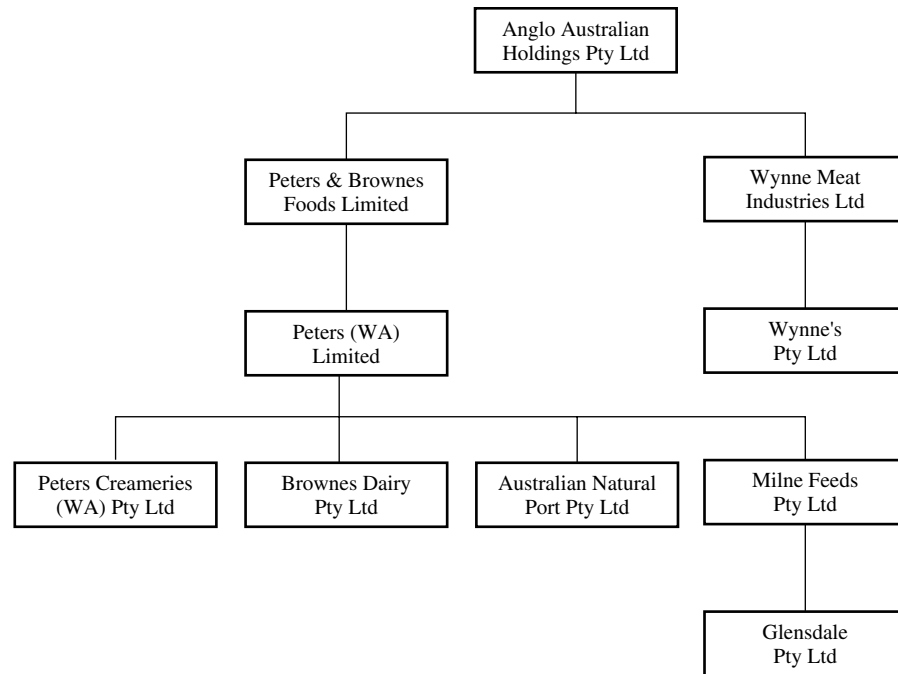 Anglo Australian
Holdings Pty Ltd
Peters & Brownes
Foods Limited
Wynne Meat
Industries Ltd
Peters (WA)
Limited
Wynne's
Pty Ltd
Peters Creameries
(WA) Pty Ltd
Brownes Dairy
Pty Ltd
Australian Natural
Port Pty Ltd
Milne Feeds
Pty Ltd
Glensdale
Pty Ltd